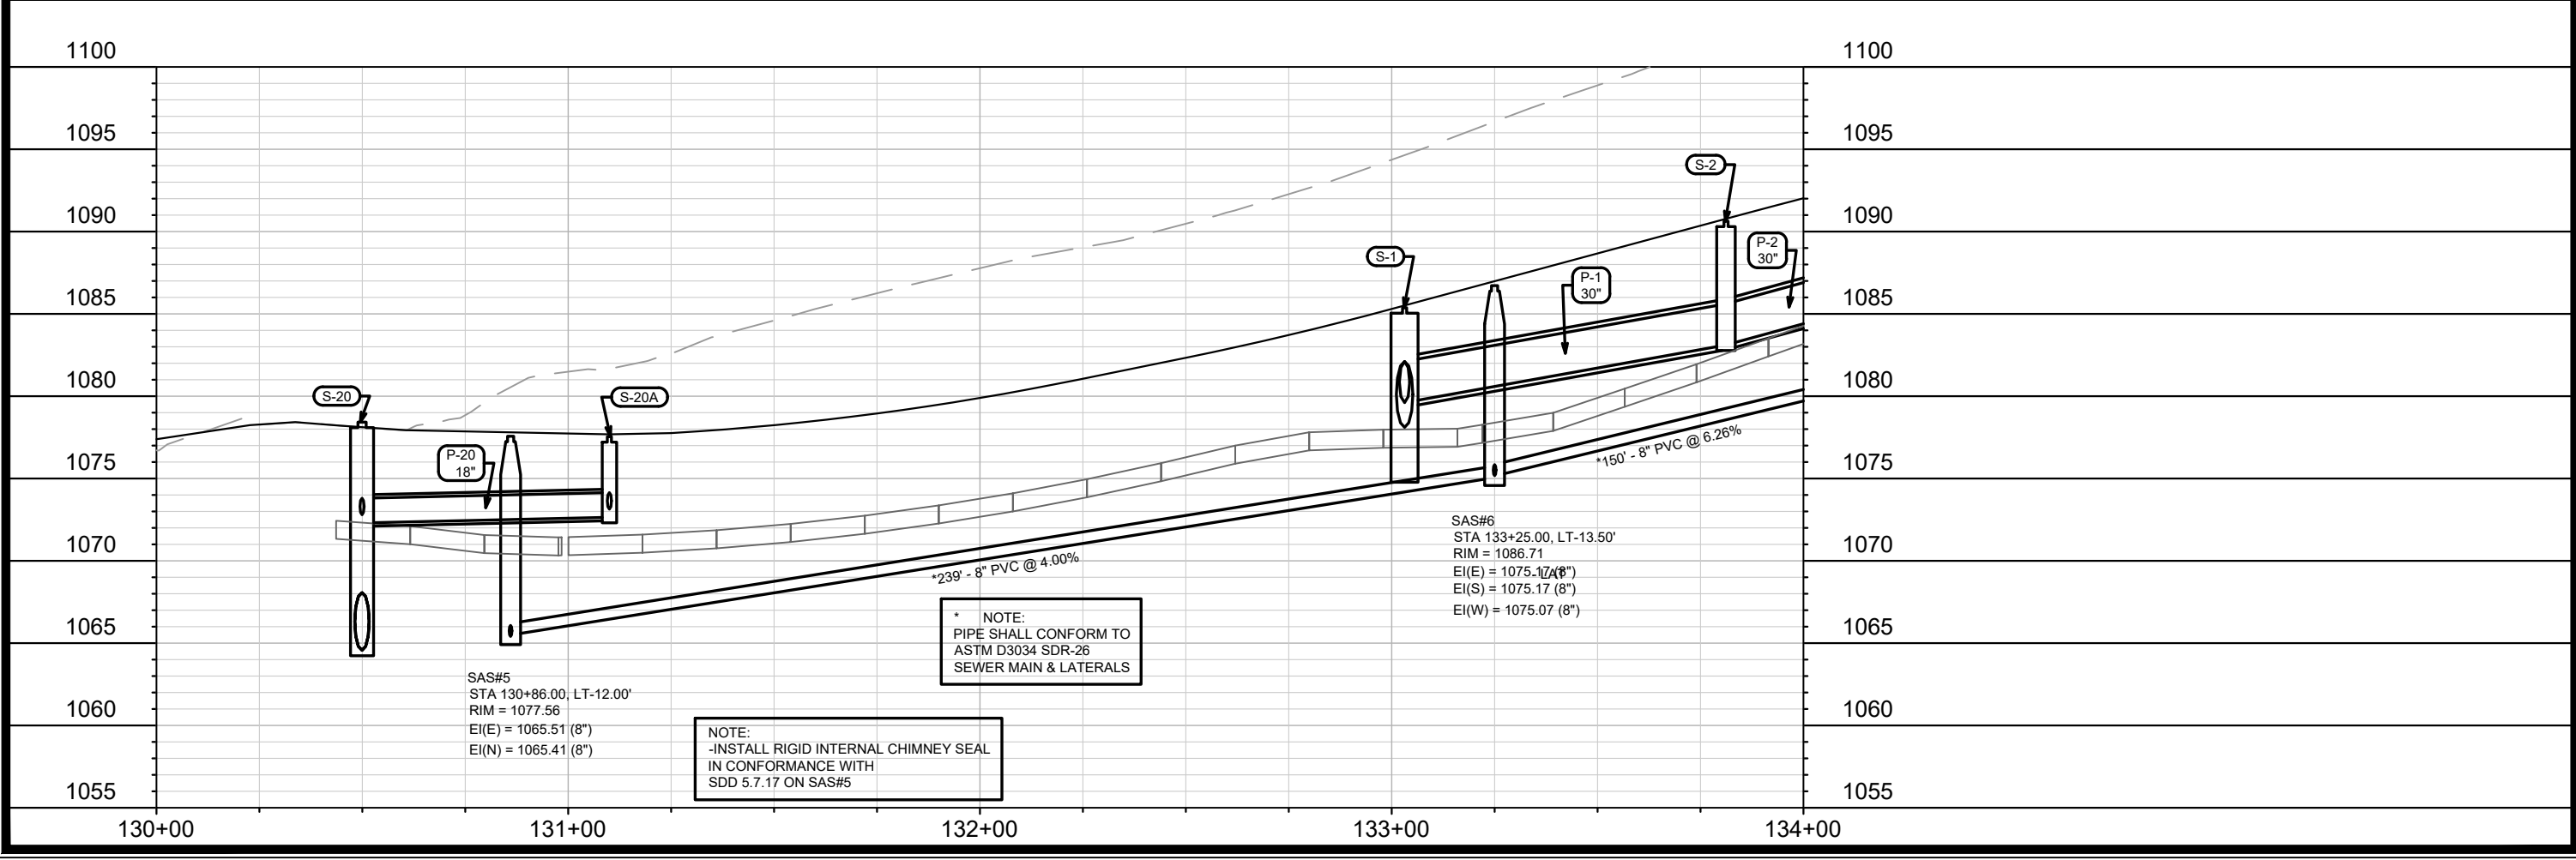 1100 1100
1095 1095
S-2
1090 1090
P-2
30"
S-1
P-1
30"
1085 1085
1080 1080
S-20
S-20A
P-20
18"
1075 1075
*150' - 8" PVC @ 6.26%
SAS#6
STA 133+25.00, LT-13.50'
RIM = 1086.71
EI(E) = 1075.17 (8")
EI(S) = 1075.17 (8")
EI(W) = 1075.07 (8")
1070 1070
*239' - 8" PVC @ 4.00%
* NOTE:
PIPE SHALL CONFORM TO
ASTM D3034 SDR-26
SEWER MAIN & LATERALS
1065 1065
SAS#5
STA 130+86.00, LT-12.00'
RIM = 1077.56
EI(E) = 1065.51 (8")
EI(N) = 1065.41 (8")
1060 1060
NOTE:
-INSTALL RIGID INTERNAL CHIMNEY SEAL
IN CONFORMANCE WITH
SDD 5.7.17 ON SAS#5
1055 1055
130+00 131+00 132+00 133+00 134+00